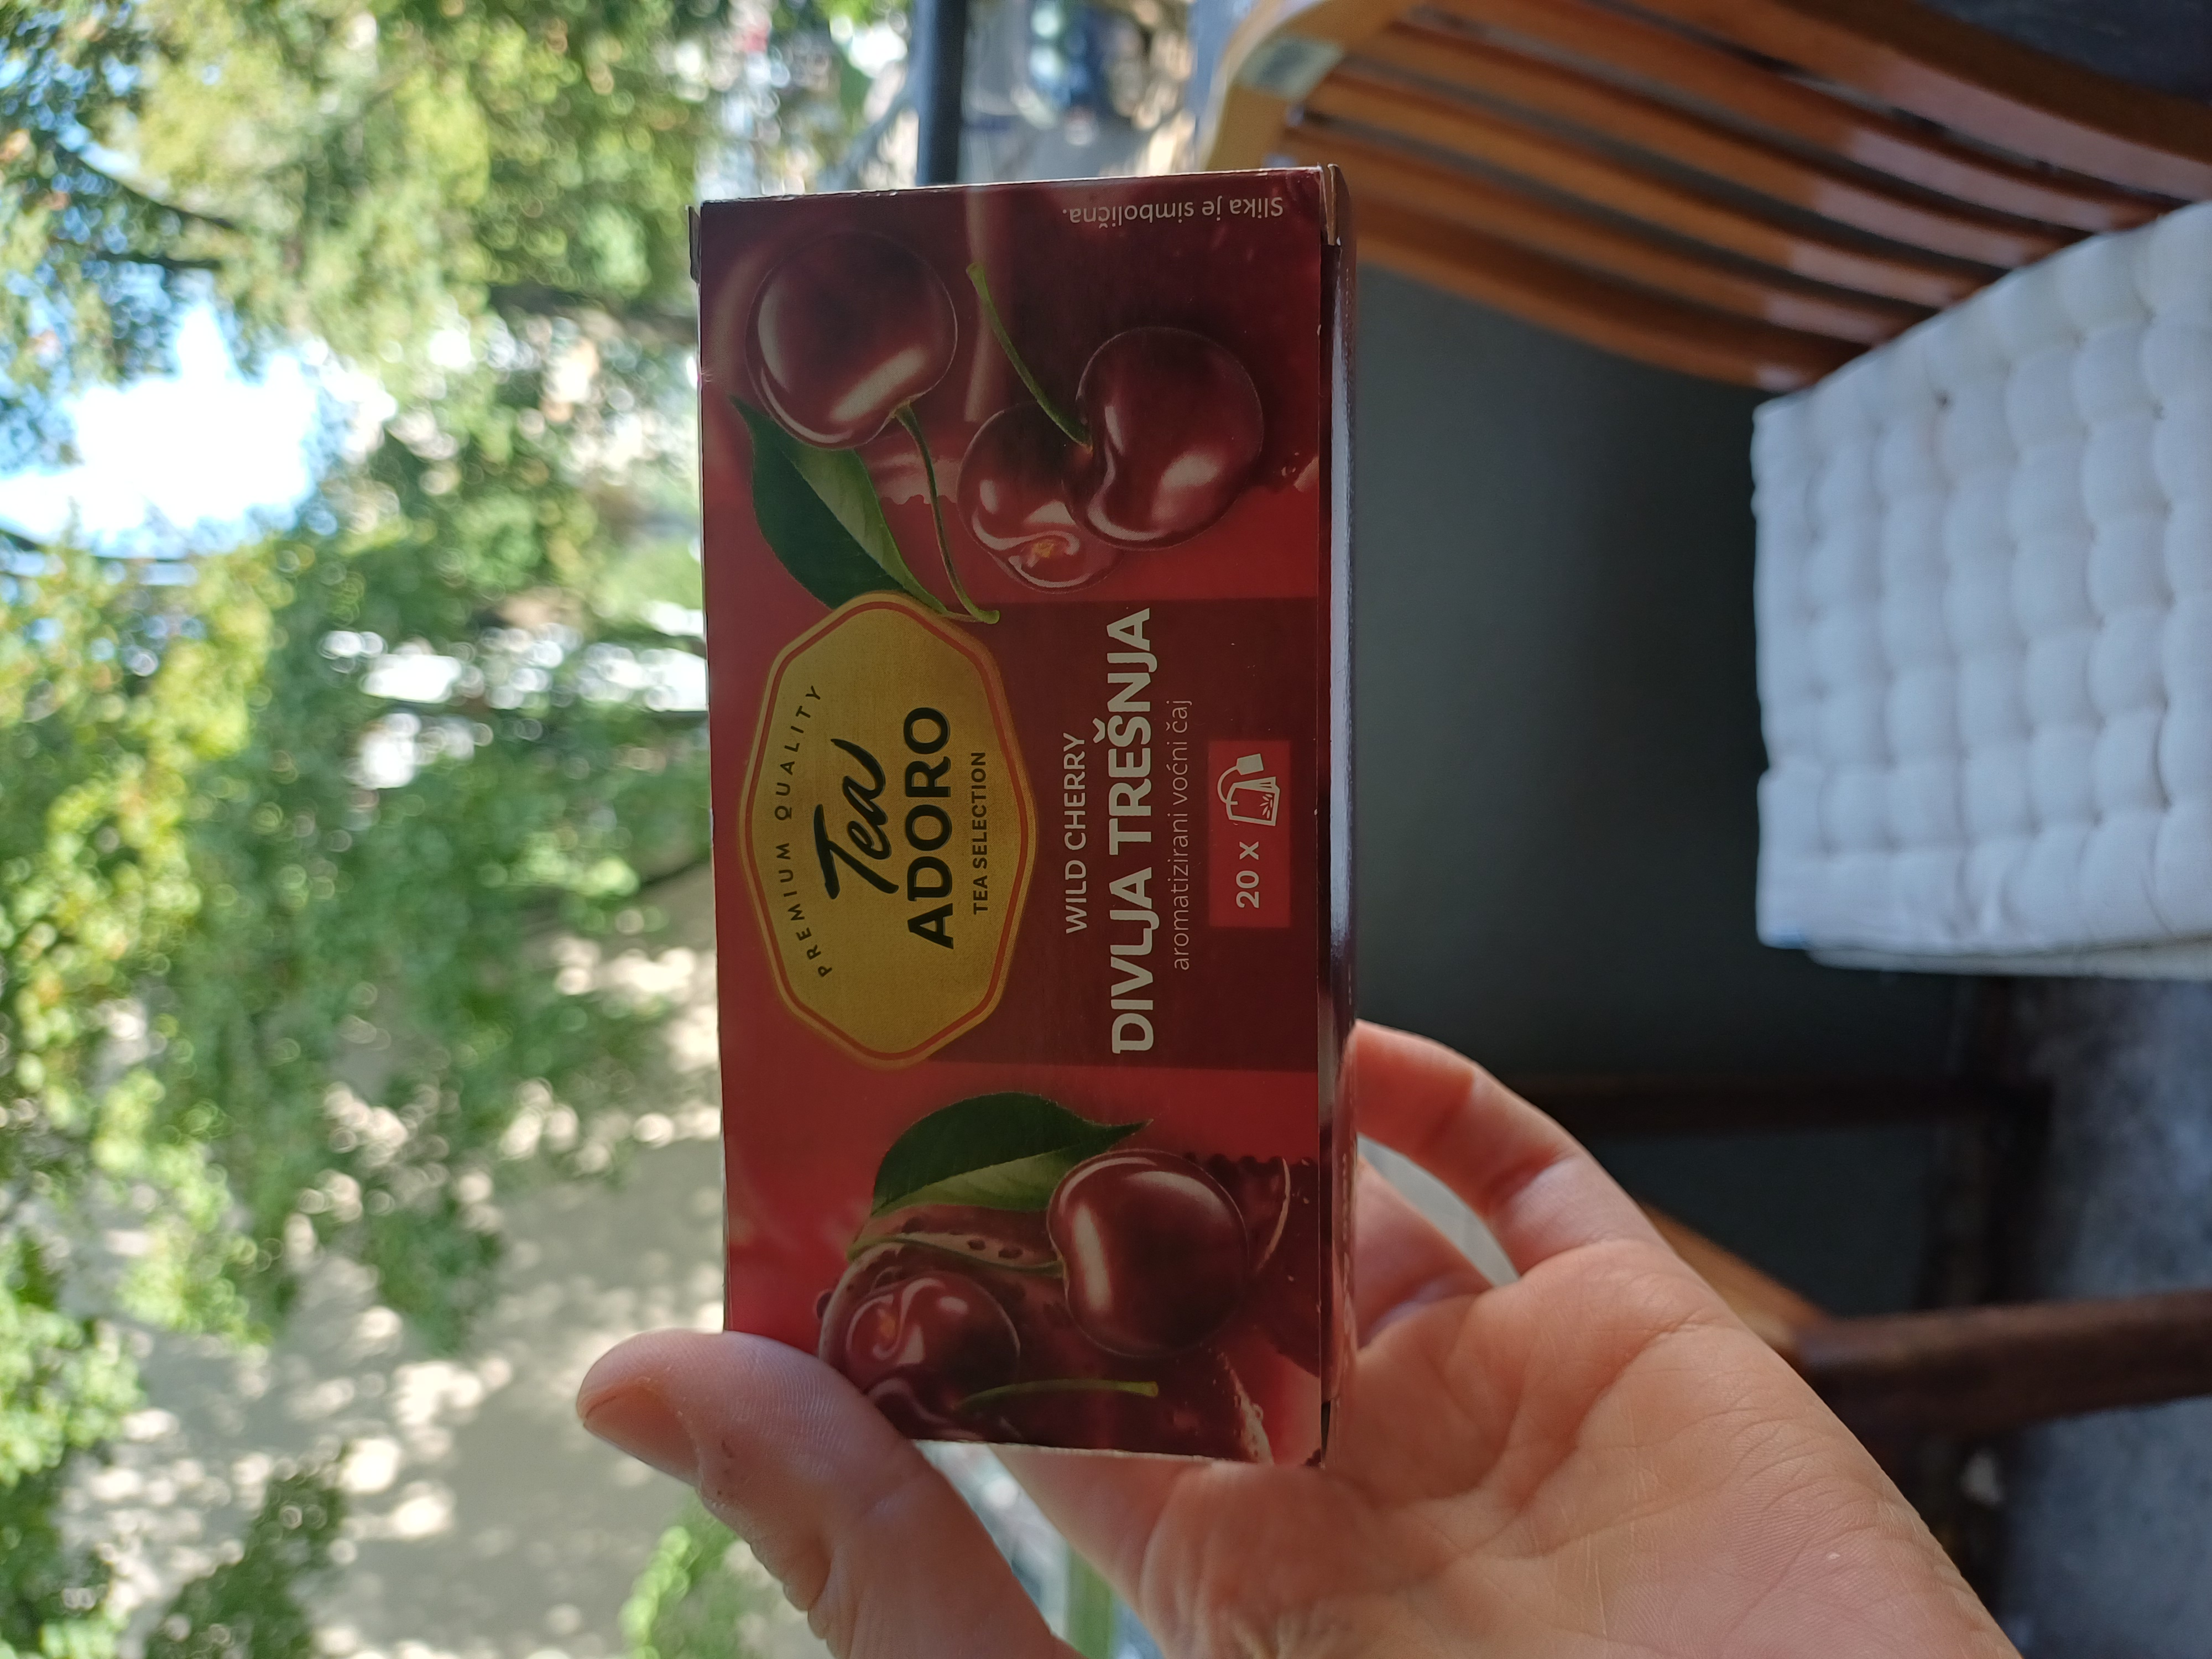 PREMIUM QUALITY
Tea
ADORO
TEA SELECTION
WILD CHERRY
DIVLJA TREŠNJA
aromatizirani voćni čaj
20 x
Slika je simbolična.